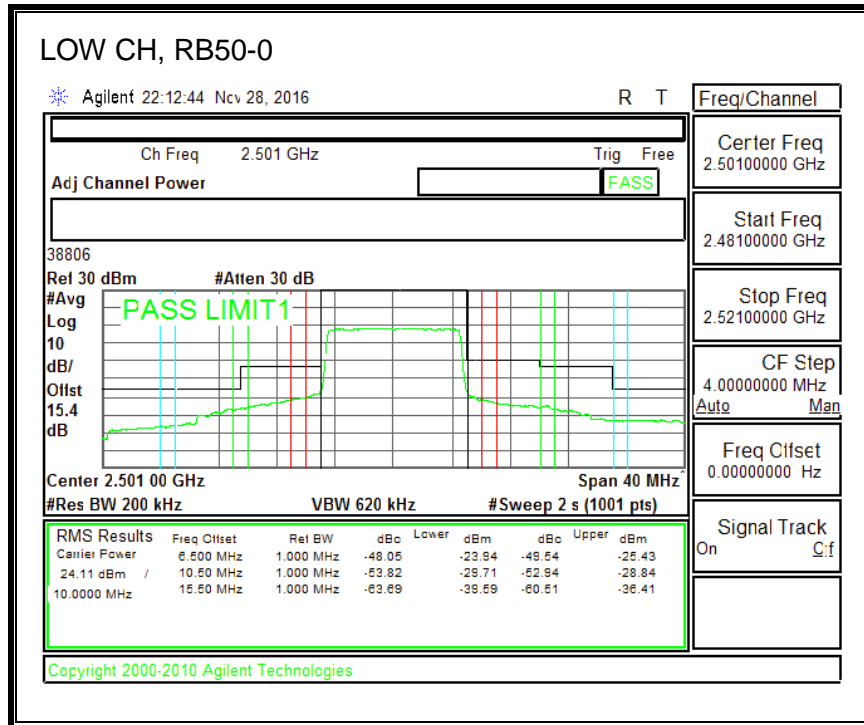 LOW CH, RB50-0
Agilent 22:12:44 Nov 28, 2016 R T
Freq/Channel
Ch Freq 2.501 GHz Trig Free
Adj Channel Power FASS
Center Freq
2.50100000 GHz
Start Freq
2.48100000 GHz
Stop Freq
2.52100000 GHz
CF Step
4.00000000 MHz
Auto Man
Freq Offset
0.00000000 Hz
Signal Track
On Off
38806
Ref 30 dBm #Atten 30 dB
#Avg
Log
10
dB/
Offst
15.4
dB
PASS LIMIT1
Center 2.501 00 GHz Span 40 MHz^
#Res BW 200 kHz VBW 620 kHz #Sweep 2 s (1001 pts)
RMS Results Freq Offset Ref BW dBc Lower dBm dBc Upper dBm
Carrier Power 6.500 MHz 1.000 MHz -48.05 -23.94 -49.54 -25.43
24.11 dBm / 10.50 MHz 1.000 MHz -53.82 -29.71 -52.94 -28.84
10.0000 MHz 15.50 MHz 1.000 MHz -63.69 -39.59 -60.51 -36.41
Copyright 2000-2010 Agilent Technologies